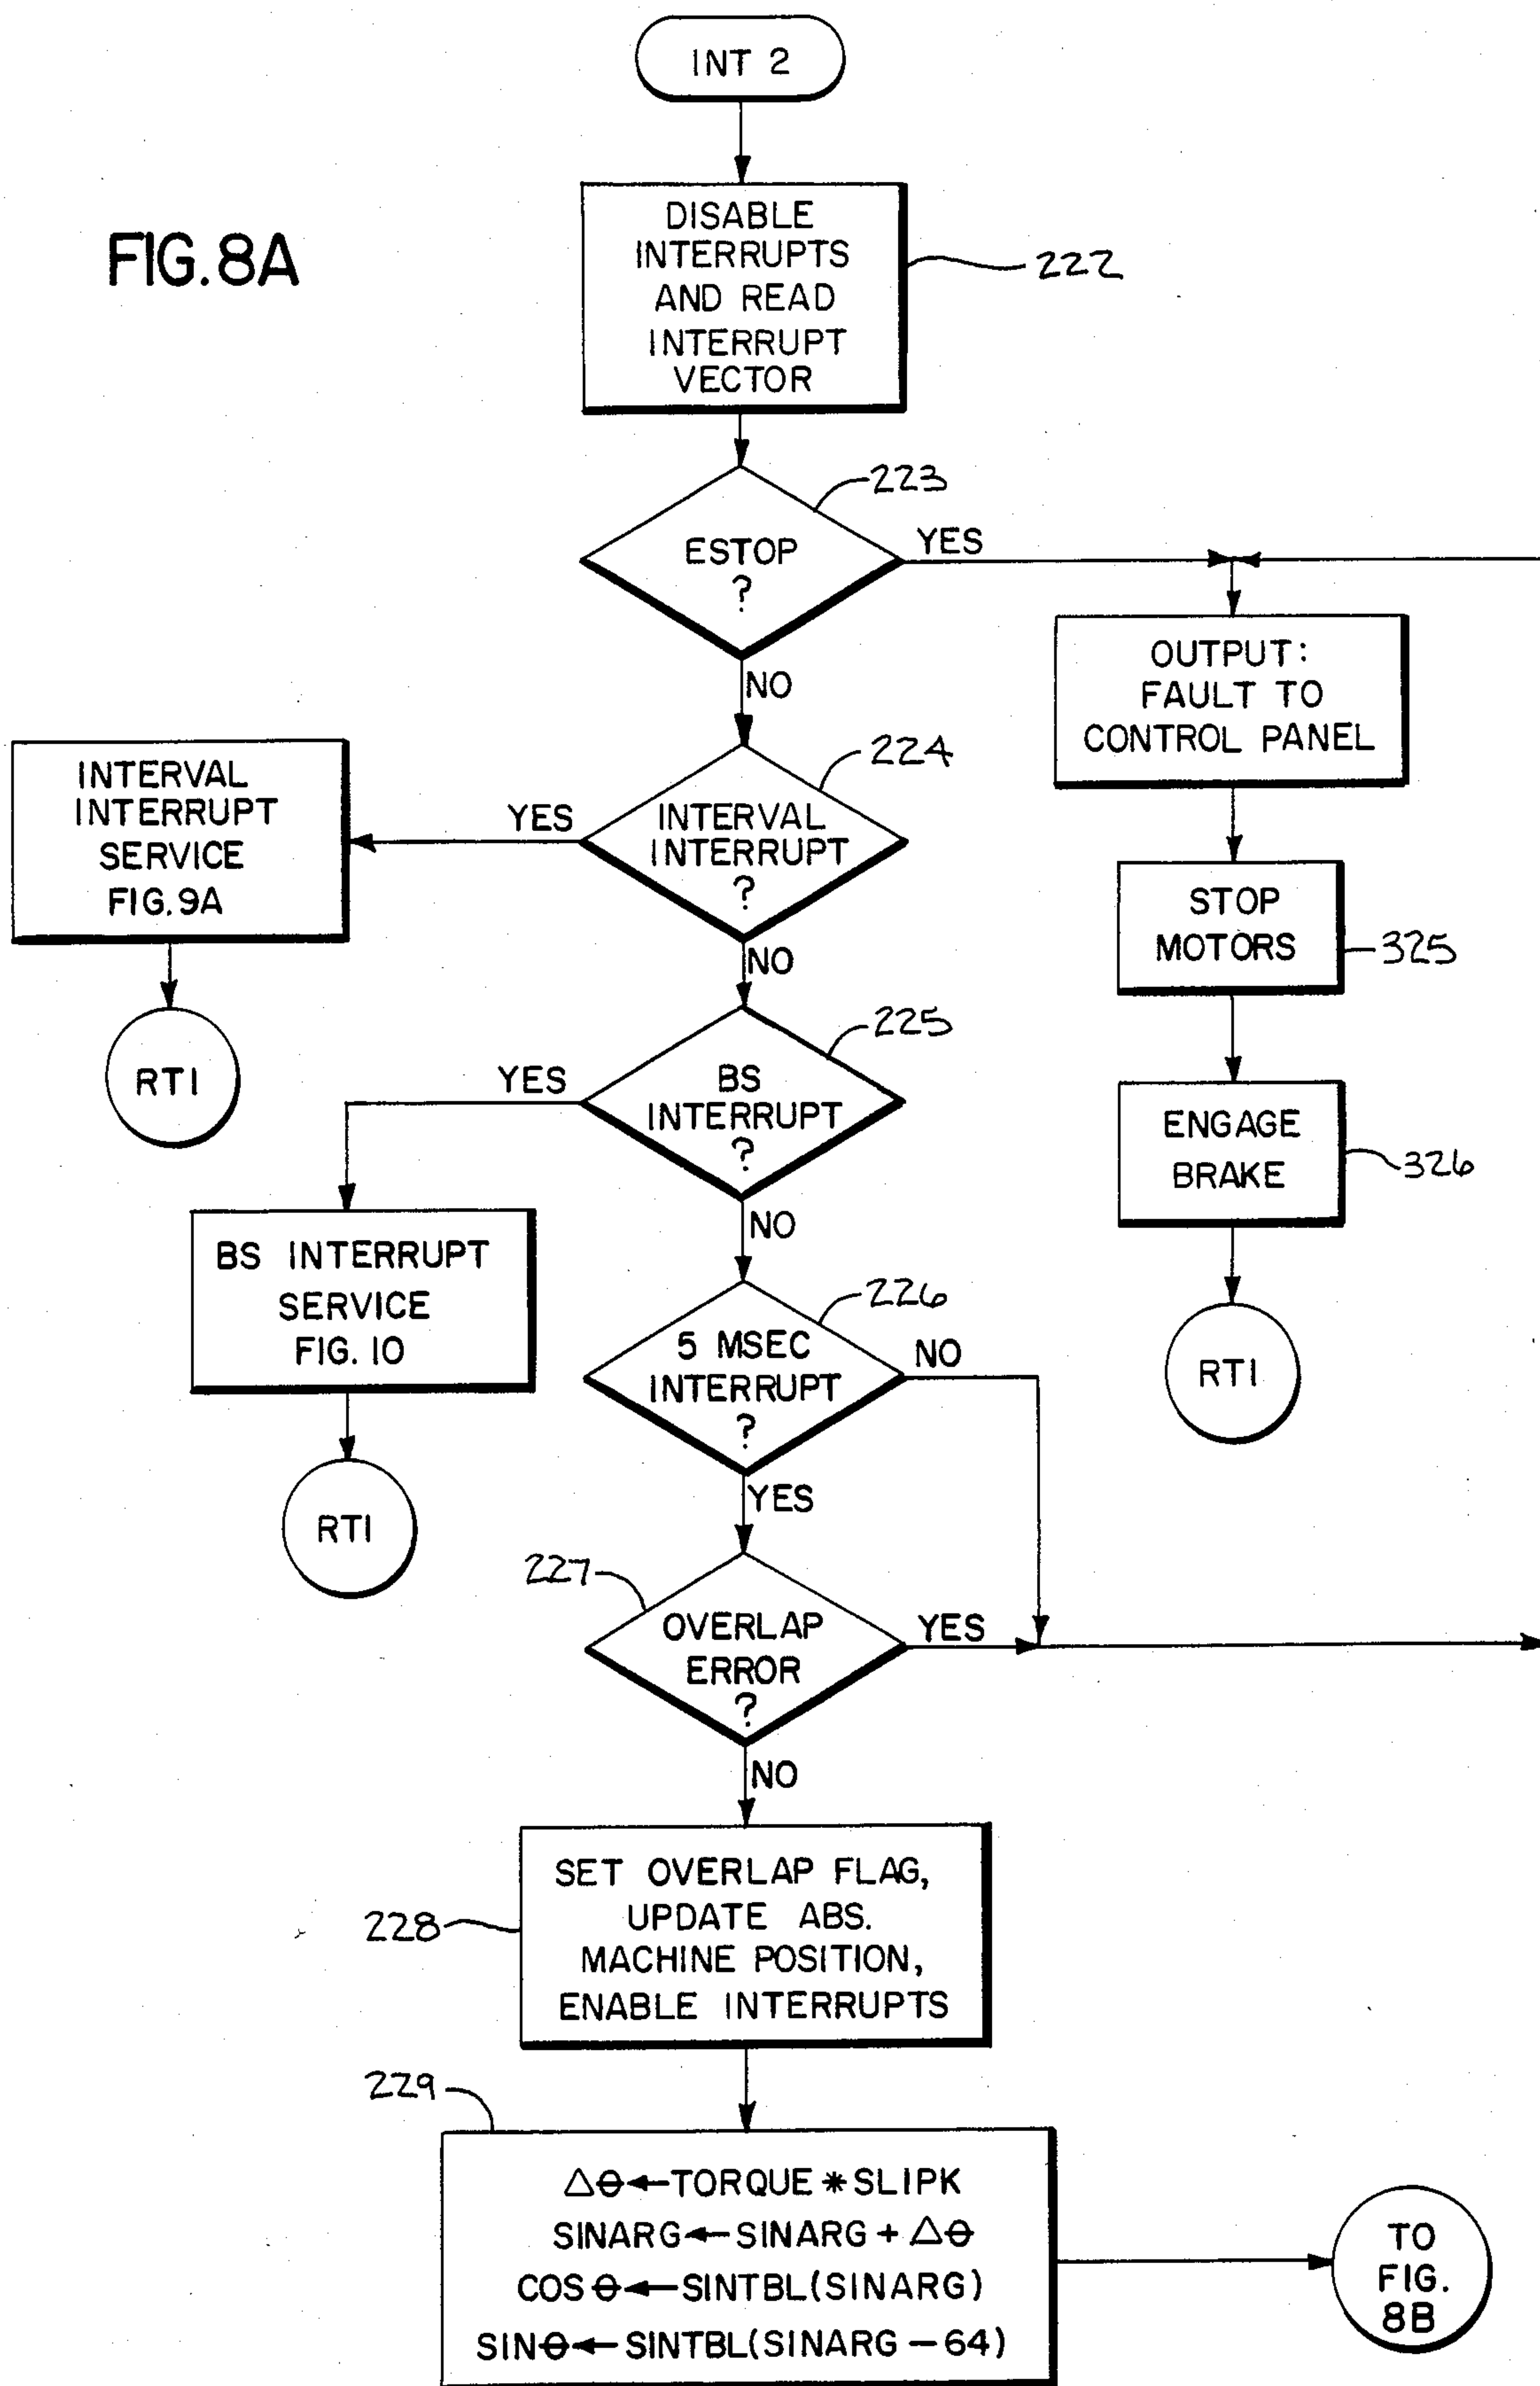 INT 2
FIG. 8A
DISABLE
INTERRUPTS
AND READ
INTERRUPT
VECTOR
222
223
ESTOP
?
YES
NO
OUTPUT:
FAULT TO
CONTROL PANEL
224
INTERVAL
INTERRUPT
?
YES
NO
INTERVAL
INTERRUPT
SERVICE
FIG. 9A
RTI
STOP
MOTORS
325
225
BS
INTERRUPT
?
YES
NO
ENGAGE
BRAKE
326
RTI
BS INTERRUPT
SERVICE
FIG. 10
RTI
226
5 MSEC
INTERRUPT
?
NO
YES
227
OVERLAP
ERROR
?
YES
NO
228
SET OVERLAP FLAG,
UPDATE ABS.
MACHINE POSITION,
ENABLE INTERRUPTS
229
△θ←TORQUE * SLIPK
SINARG←SINARG + △θ
COS θ←SINTBL(SINARG)
SINθ←SINTBL(SINARG – 64)
TO
FIG.
8B